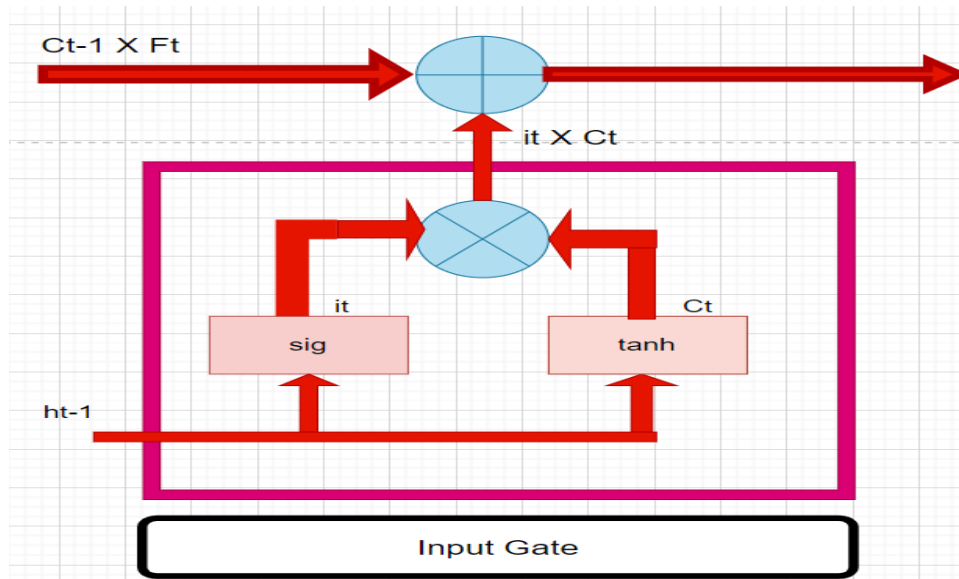 Ct-1 X Ft
it X Ct
it
Ct
sig
tanh
ht-1
Input Gate